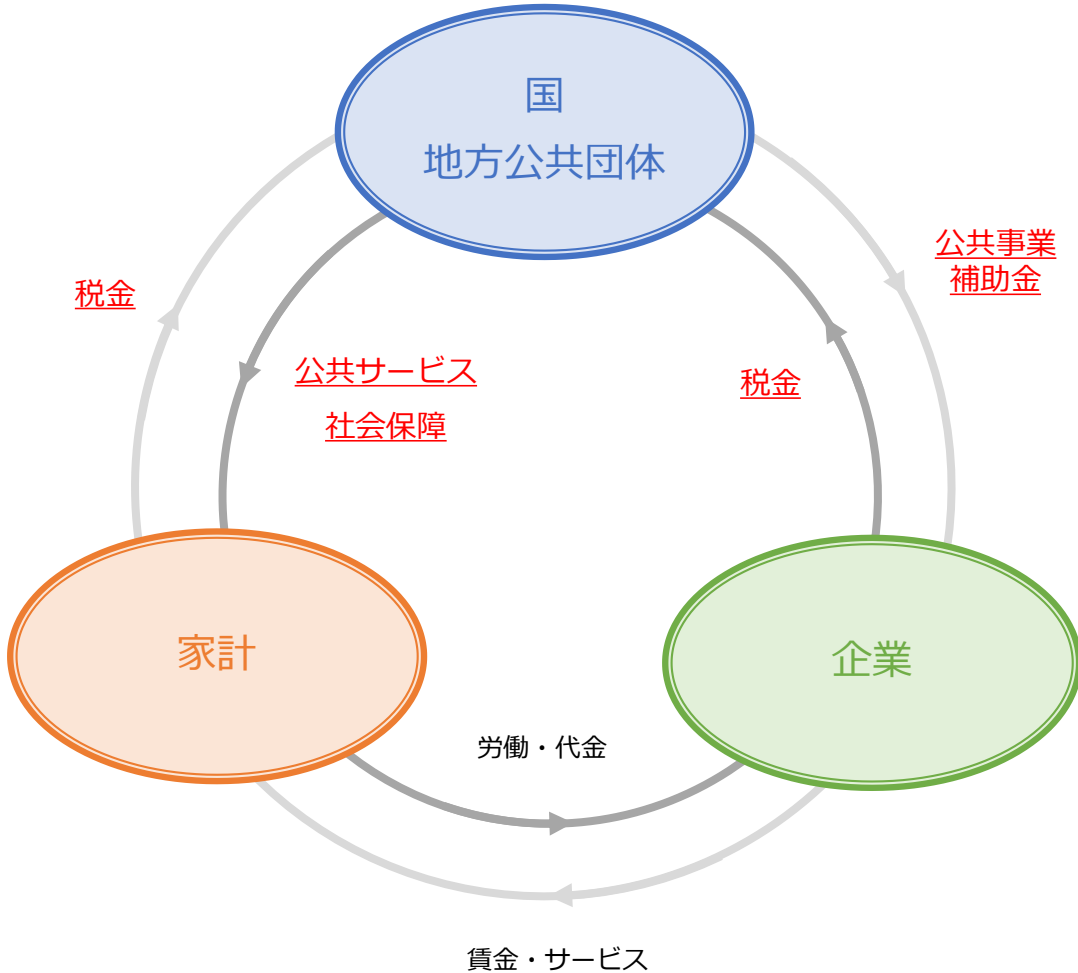 国
地方公共団体
公共事業
補助金
税金
公共サービス
税金
社会保障
家計
企業
労働・代金
賃金・サービス